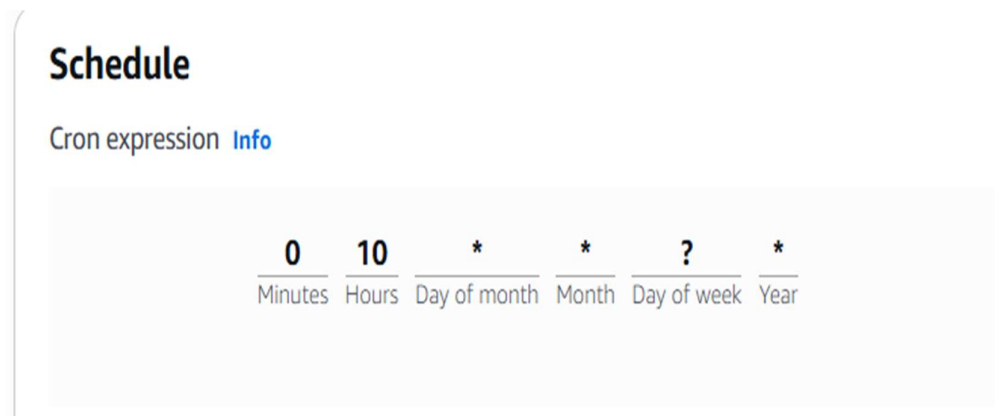 Schedule
Cron expression Info
0 10 * * ? *
Minutes Hours Day of month Month Day of week Year